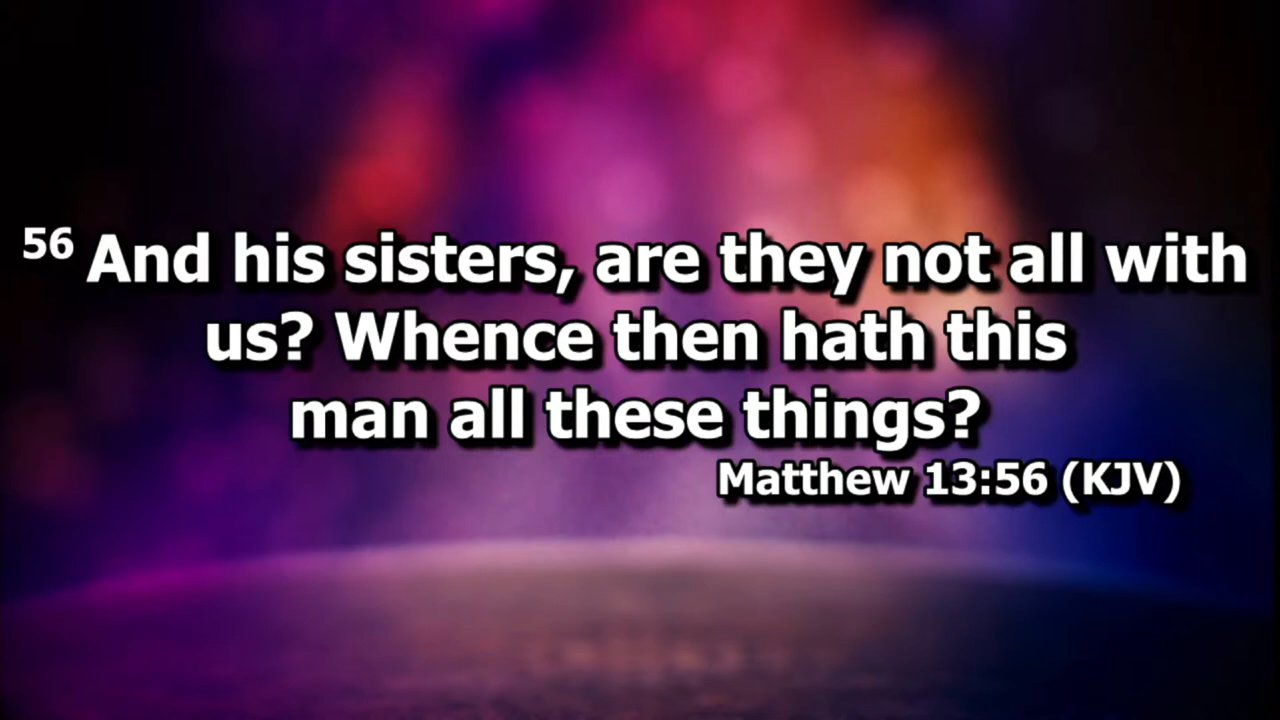 56 And his sisters, are they not all with
us? Whence then hath this
man all these things?
Matthew 13:56 (KJV)